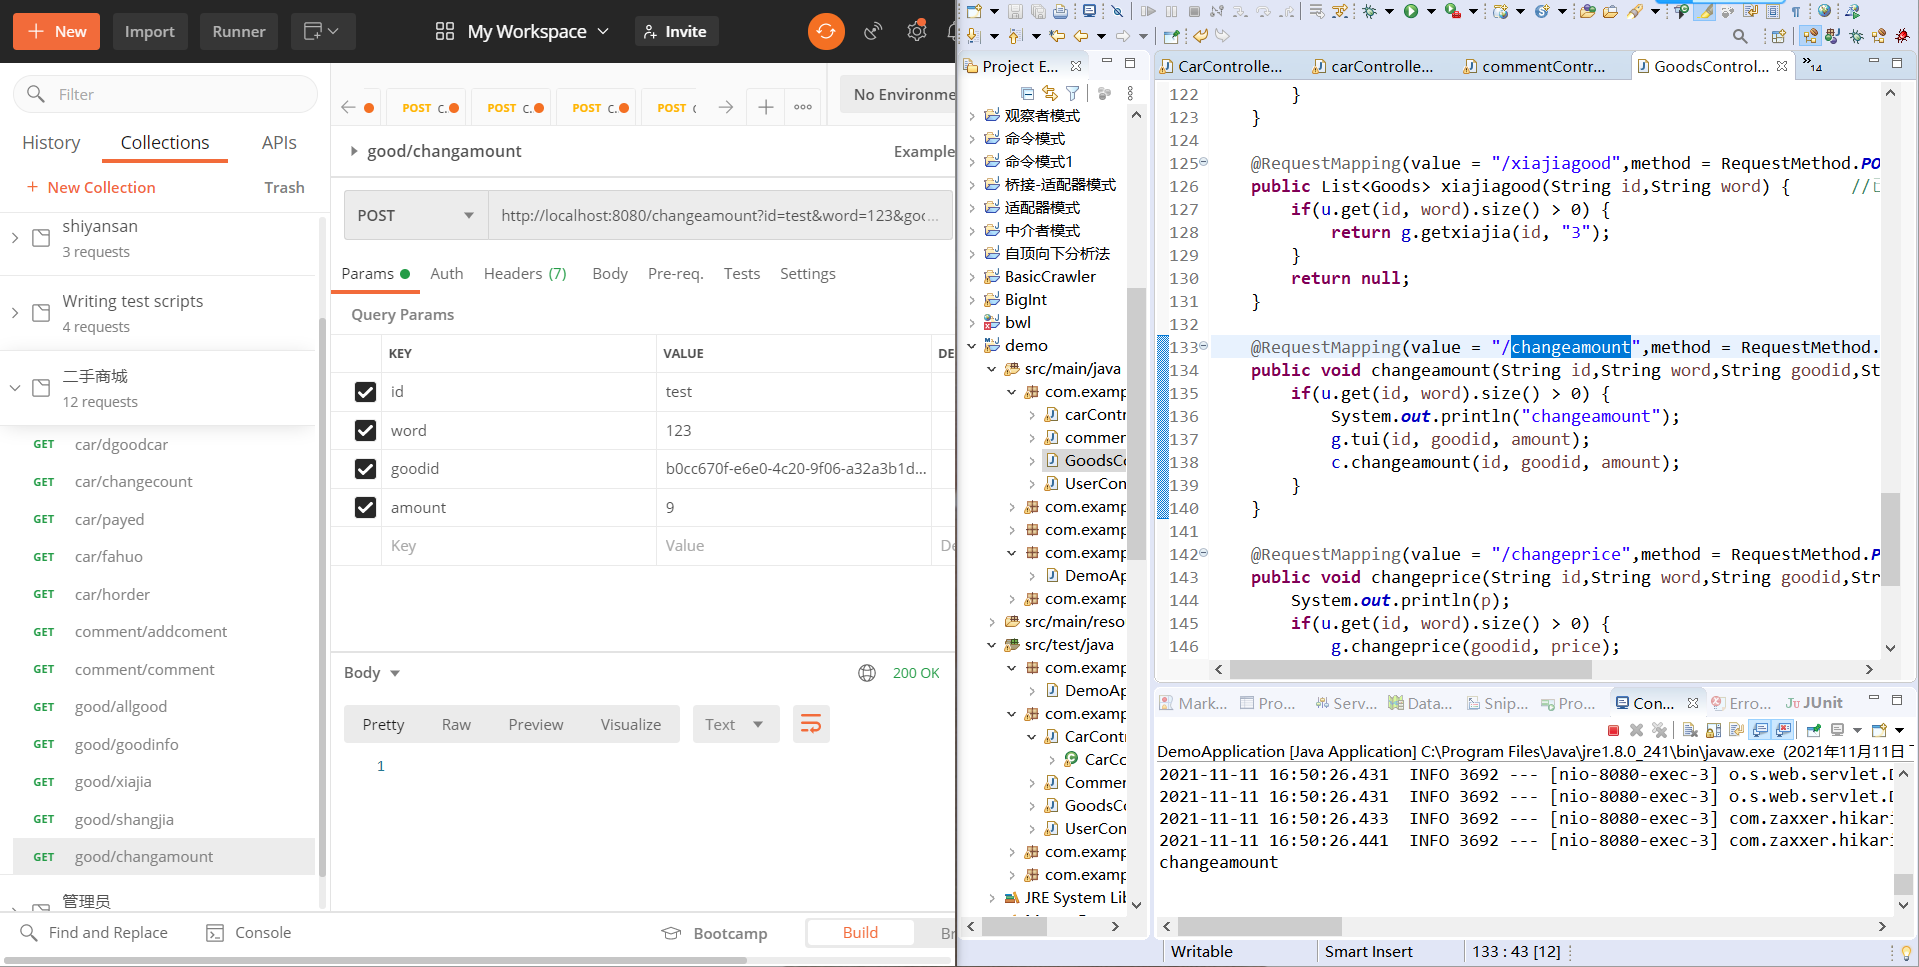 New
Import
Runner
My Workspace
Invite
Filter
History
Collections
APIs
New Collection
Trash
shiyansan
3 requests
Writing test scripts
4 requests
二手商城
12 requests
GET car/dgoodcar
GET car/changecount
GET car/payed
GET car/fahuo
GET car/horder
GET comment/addcoment
GET comment/comment
GET good/allgood
GET good/goodinfo
GET good/xiajia
GET good/shangjia
GET good/changamount
管理员
Find and Replace
Console
POST c.
POST c.
POST c.
POST
No Environme
good/changamount
Example
POST
http://localhost:8080/changeamount?id=test&word=123&goo...
Params
Auth
Headers (7)
Body
Pre-req.
Tests
Settings
Query Params
KEY VALUE DE
id test
word 123
goodid b0cc670f-e6e0-4c20-9f06-a32a3b1d...
amount 9
Key Value De
Body
200 OK
Pretty
Raw
Preview
Visualize
Text
1
Bootcamp
Build
Br
Project E...
观察者模式
命令模式
命令模式1
桥接-适配器模式
适配器模式
中介者模式
自顶向下分析法
BasicCrawler
BigInt
bwl
demo
src/main/java
com.examp
carContr
commer
GoodsCo
UserCon
com.examp
com.examp
com.examp
DemoAp
com.examp
src/main/reso
src/test/java
com.examp
DemoAp
com.examp
CarContr
CarCo
Commer
GoodsCo
UserCon
com.examp
com.examp
JRE System Lib
CarControlle...
carControlle...
commentContr...
GoodsControl...
»14
122 }
123 }
124
125 @RequestMapping(value = "/xiajiagood",method = RequestMethod.PO
126 public List<Goods> xiajiagood(String id,String word) { //
127 if(u.get(id, word).size() > 0) {
128 return g.getxiajia(id, "3");
129 }
130 return null;
131 }
132
133 @RequestMapping(value = "/changeamount",method = RequestMethod.
134 public void changeamount(String id,String word,String goodid,St
135 if(u.get(id, word).size() > 0) {
136 System.out.println("changeamount");
137 g.tui(id, goodid, amount);
138 c.changeamount(id, goodid, amount);
139 }
140 }
141
142 @RequestMapping(value = "/changeprice",method = RequestMethod.P
143 public void changeprice(String id,String word,String goodid,Str
144 System.out.println(p);
145 if(u.get(id, word).size() > 0) {
146 g.changeprice(goodid, price);
Mark...
Pro...
Serv...
Data...
Snip...
Pro...
Con...
Erro...
JUnit
DemoApplication [Java Application] C:\Program Files\Java\jre1.8.0_241\bin\javaw.exe (2021年11月11日
2021-11-11 16:50:26.431 INFO 3692 --- [nio-8080-exec-3] o.s.web.servlet.D
2021-11-11 16:50:26.431 INFO 3692 --- [nio-8080-exec-3] o.s.web.servlet.D
2021-11-11 16:50:26.433 INFO 3692 --- [nio-8080-exec-3] com.zaxxer.hikari
2021-11-11 16:50:26.441 INFO 3692 --- [nio-8080-exec-3] com.zaxxer.hikari
changeamount
Writable
Smart Insert
133 : 43 [12]